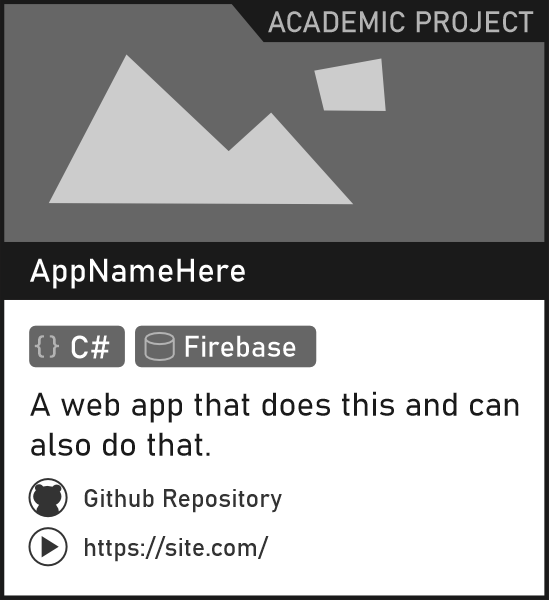 ACADEMIC PROJECT
AppNameHere
{} C#
Firebase
A web app that does this and can
also do that.
Github Repository
https://site.com/